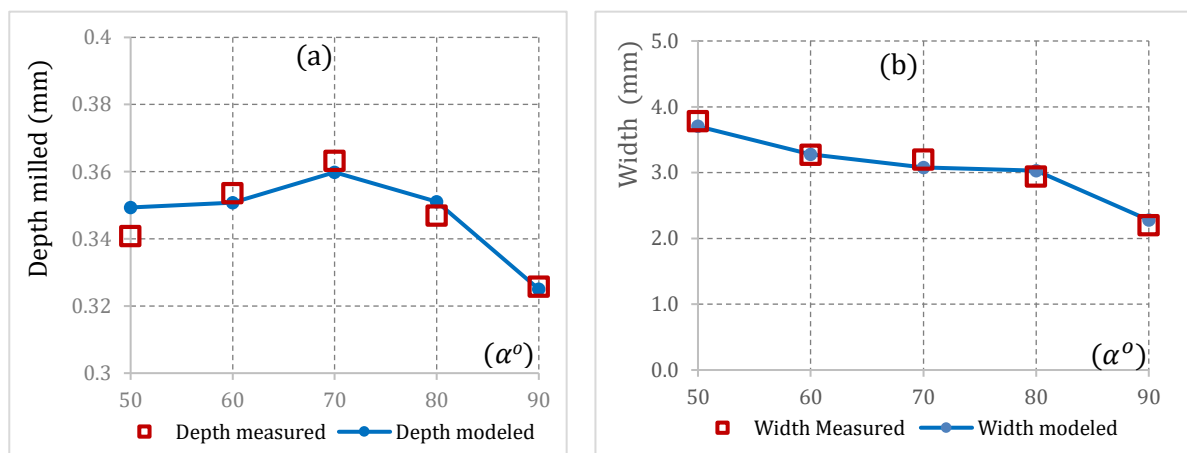 (a)
Depth milled (mm)
0.4
0.38
0.36
0.34
0.32
0.3
50 60 70 80 90
(αᵒ)
Depth measured Depth modeled
(b)
Width (mm)
5.0
4.0
3.0
2.0
1.0
0.0
50 60 70 80 90
(αᵒ)
Width Measured Width modeled